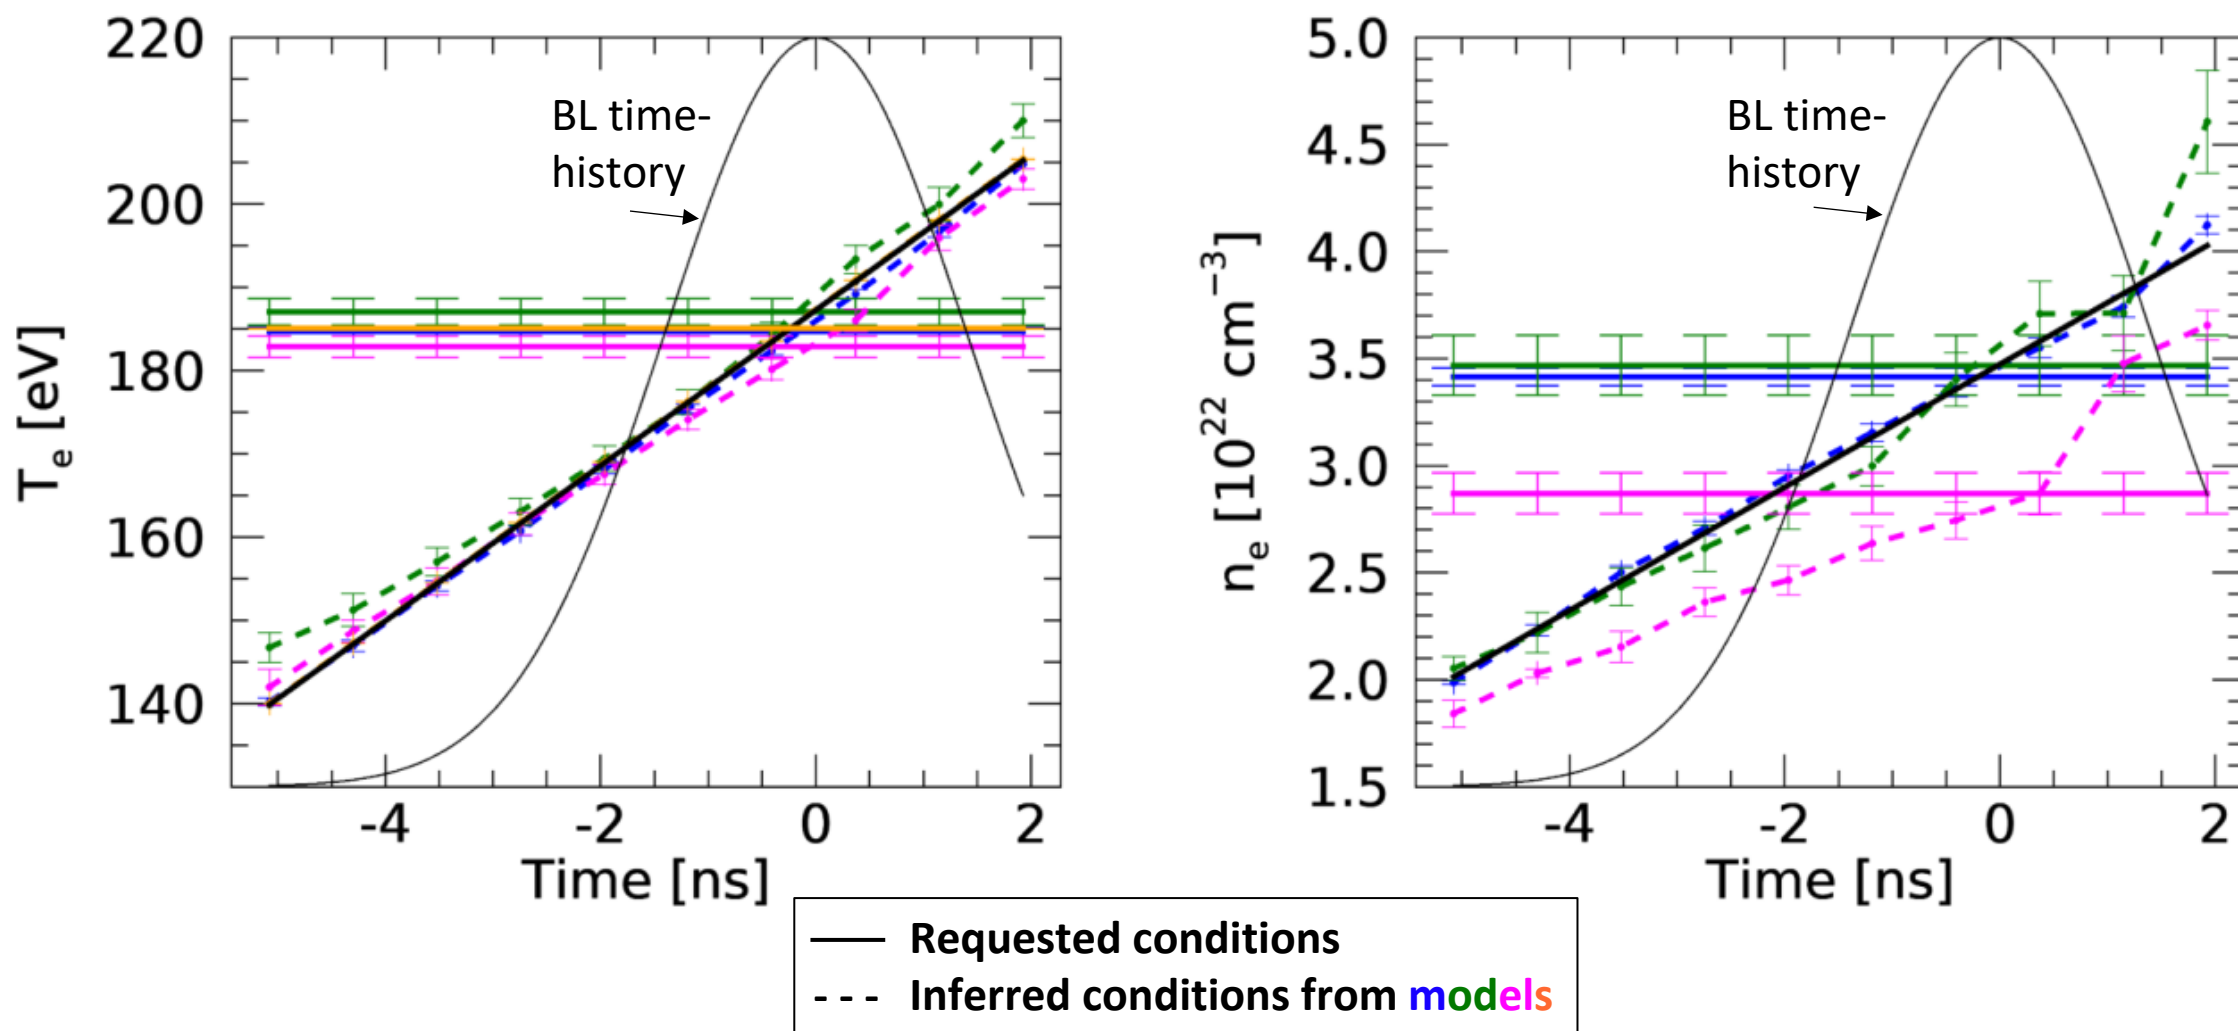 220
200
180
160
140
T_e [eV]
BL time-
history
-4 -2 0 2
Time [ns]
5.0
4.5
4.0
3.5
3.0
2.5
2.0
1.5
n_e [10^22 cm^−3]
BL time-
history
-4 -2 0 2
Time [ns]
Requested conditions
Inferred conditions from models